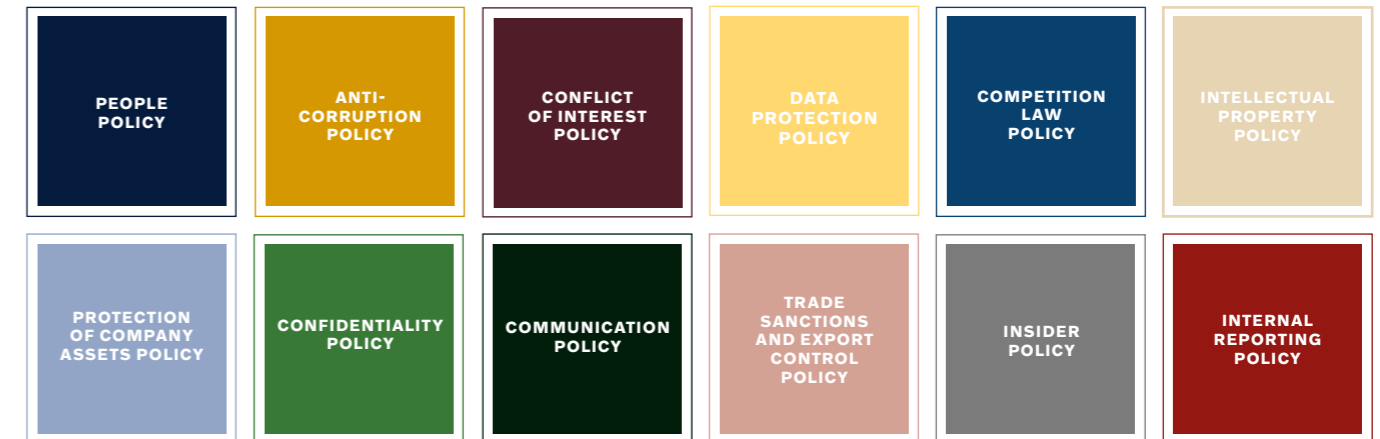 PEOPLE
POLICY
ANTI-
CORRUPTION
POLICY
CONFLICT
OF INTEREST
POLICY
DATA
PROTECTION
POLICY
COMPETITION
LAW
POLICY
INTELLECTUAL
PROPERTY
POLICY
PROTECTION
OF COMPANY
ASSETS POLICY
CONFIDENTIALITY
POLICY
COMMUNICATION
POLICY
TRADE
SANCTIONS
AND EXPORT
CONTROL
POLICY
INSIDER
POLICY
INTERNAL
REPORTING
POLICY